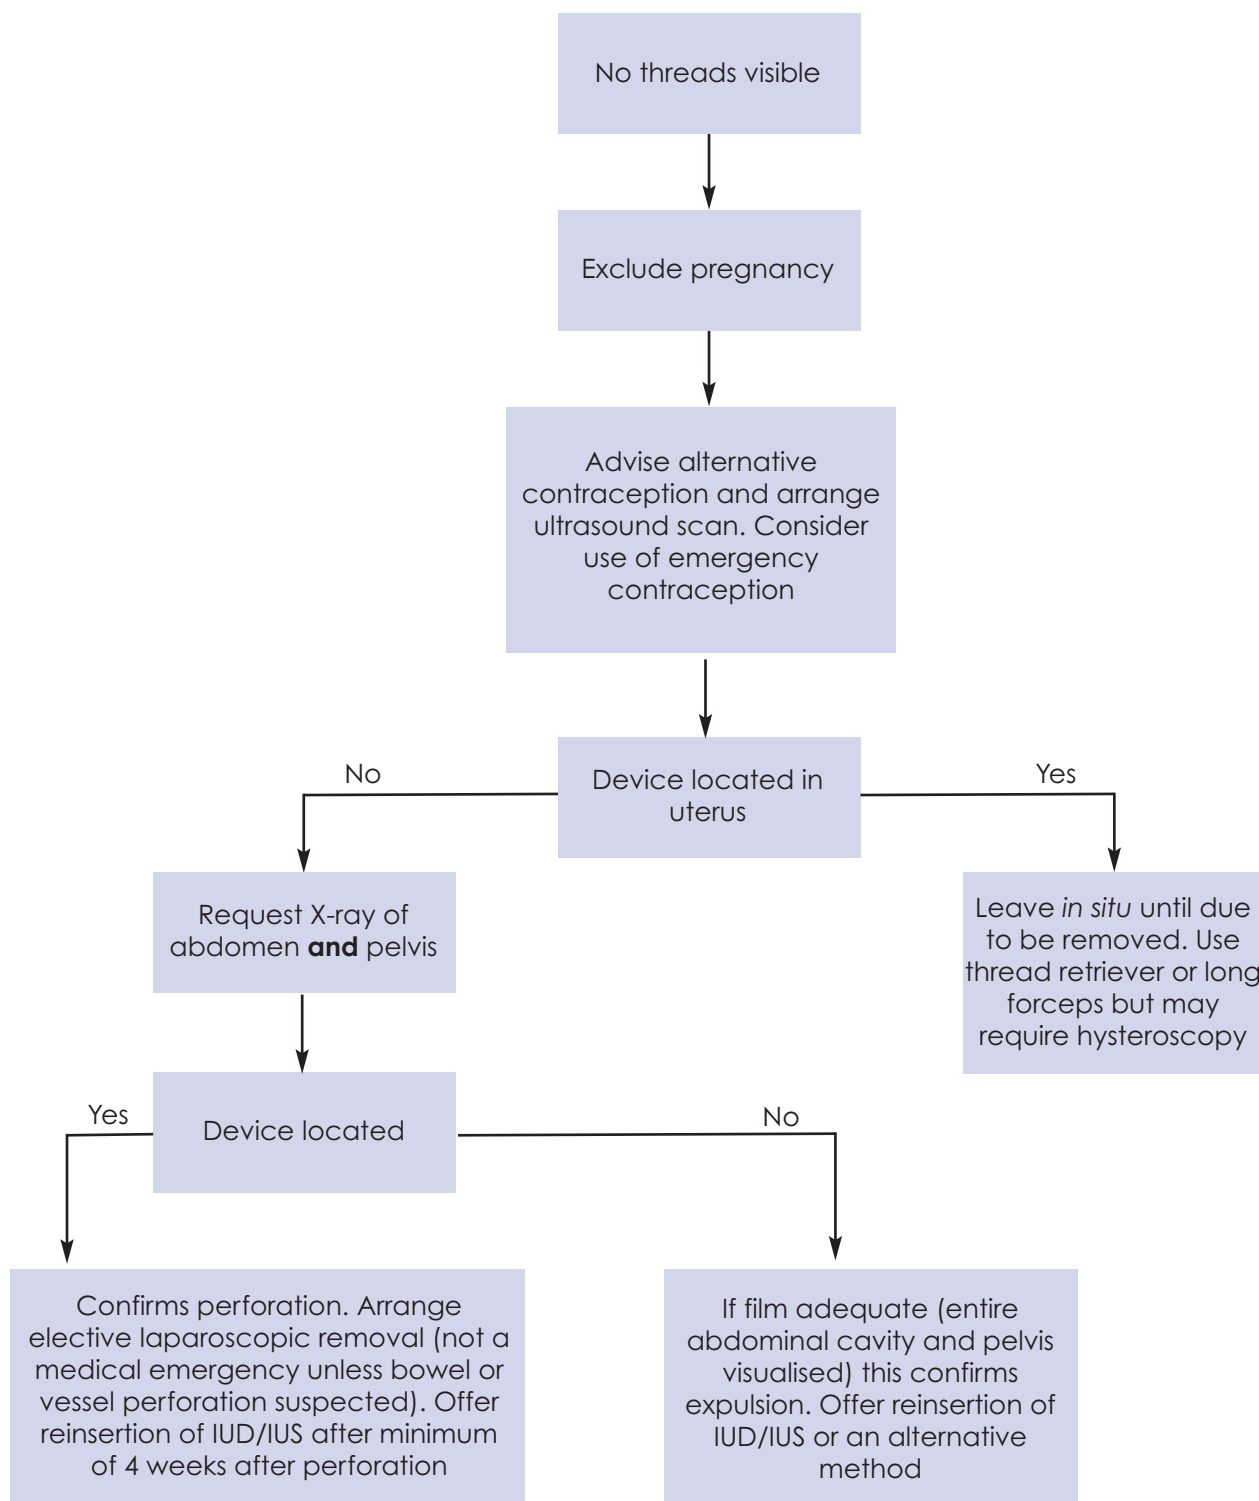 No threads visible
Exclude pregnancy
Advise alternative
contraception and arrange
ultrasound scan. Consider
use of emergency
contraception
No
Device located in
uterus
Yes
Request X-ray of
abdomen and pelvis
Leave in situ until due
to be removed. Use
thread retriever or long
forceps but may
require hysteroscopy
Yes
Device located
No
Confirms perforation. Arrange
elective laparoscopic removal (not a
medical emergency unless bowel or
vessel perforation suspected). Offer
reinsertion of IUD/IUS after minimum
of 4 weeks after perforation
If film adequate (entire
abdominal cavity and pelvis
visualised) this confirms
expulsion. Offer reinsertion of
IUD/IUS or an alternative
method